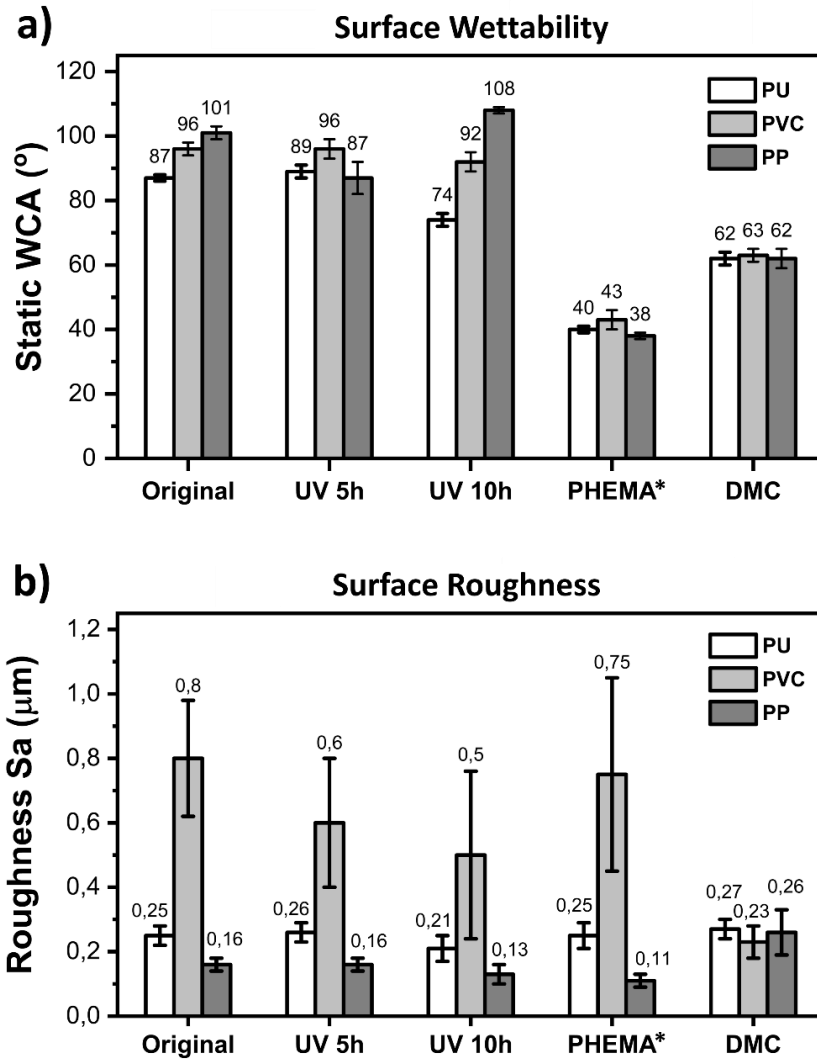 a)
Surface Wettability
Static WCA (º)
120
100
80
60
40
20
0
PU
PVC
PP
87
96
101
89
96
87
74
92
108
40
43
38
62
63
62
Original
UV 5h
UV 10h
PHEMA*
DMC
b)
Surface Roughness
Roughness Sa (μm)
1,2
1,0
0,8
0,6
0,4
0,2
0,0
PU
PVC
PP
0,25
0,8
0,16
0,26
0,6
0,16
0,21
0,5
0,13
0,25
0,75
0,11
0,27
0,23
0,26
Original
UV 5h
UV 10h
PHEMA*
DMC